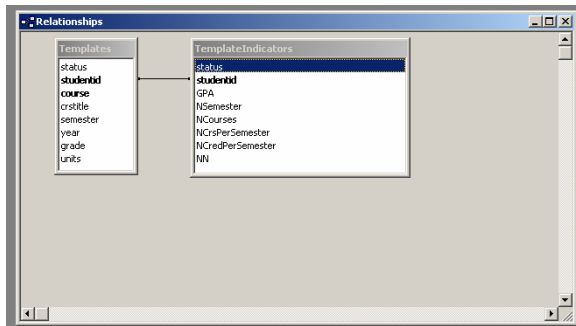 Relationships
Templates
status
studentid
course
crstitle
semester
year
grade
units
TemplateIndicators
status
studentid
GPA
NSemester
NCourses
NCrsPerSemester
NCredPerSemester
NN